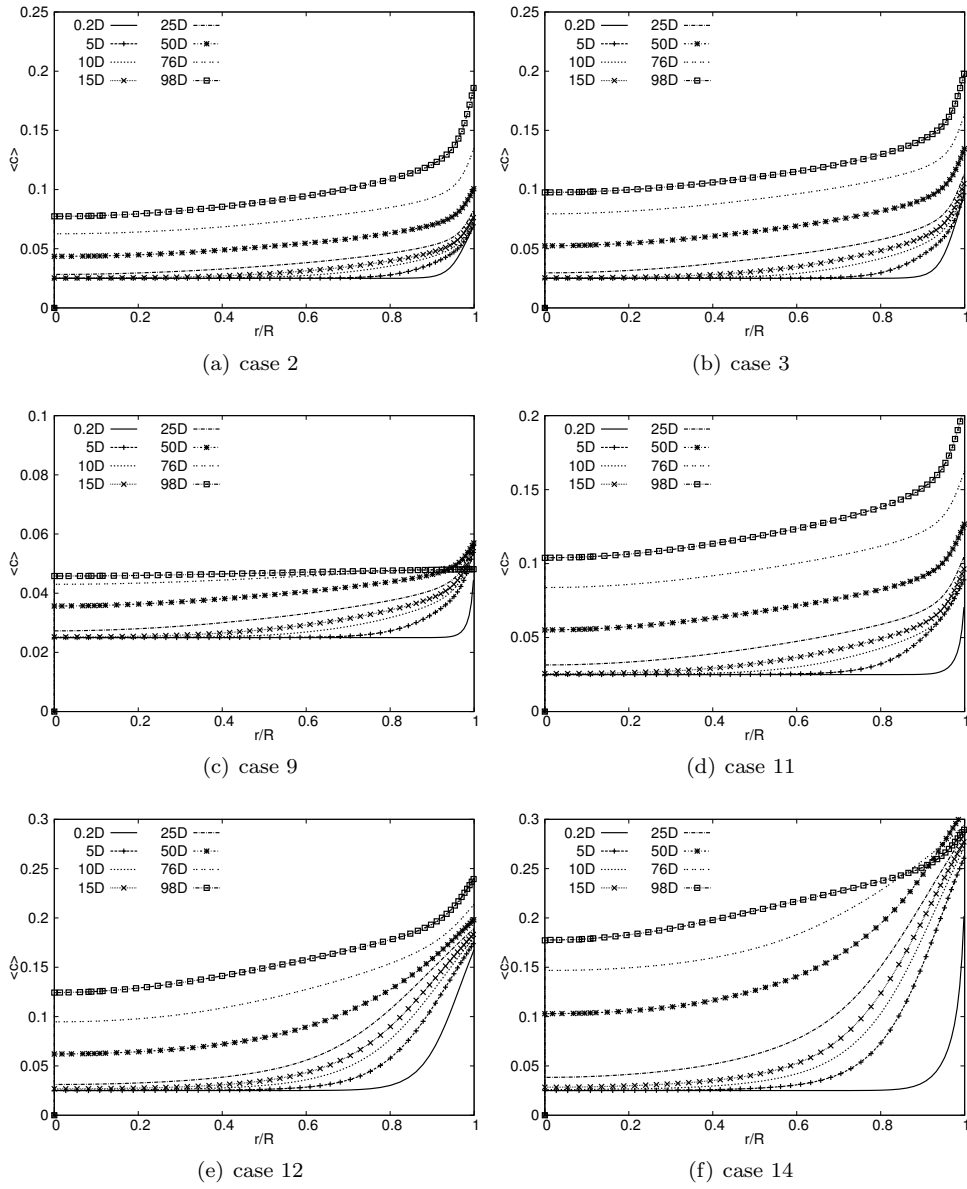 0.25
0.2
0.15
0.1
0.05
0
<c>
0.2D 25D
5D 50D
10D 76D
15D 98D
0 0.2 0.4 0.6 0.8 1
r/R
(a) case 2
0.25
0.2
0.15
0.1
0.05
0
<c>
0.2D 25D
5D 50D
10D 76D
15D 98D
0 0.2 0.4 0.6 0.8 1
r/R
(b) case 3
0.1
0.08
0.06
0.04
0.02
0
<c>
0.2D 25D
5D 50D
10D 76D
15D 98D
0 0.2 0.4 0.6 0.8 1
r/R
(c) case 9
0.2
0.15
0.1
0.05
0
<c>
0.2D 25D
5D 50D
10D 76D
15D 98D
0 0.2 0.4 0.6 0.8 1
r/R
(d) case 11
0.3
0.25
0.2
0.15
0.1
0.05
0
<c>
0.2D 25D
5D 50D
10D 76D
15D 98D
0 0.2 0.4 0.6 0.8 1
r/R
(e) case 12
0.3
0.25
0.2
0.15
0.1
0.05
0
<c>
0.2D 25D
5D 50D
10D 76D
15D 98D
0 0.2 0.4 0.6 0.8 1
r/R
(f) case 14